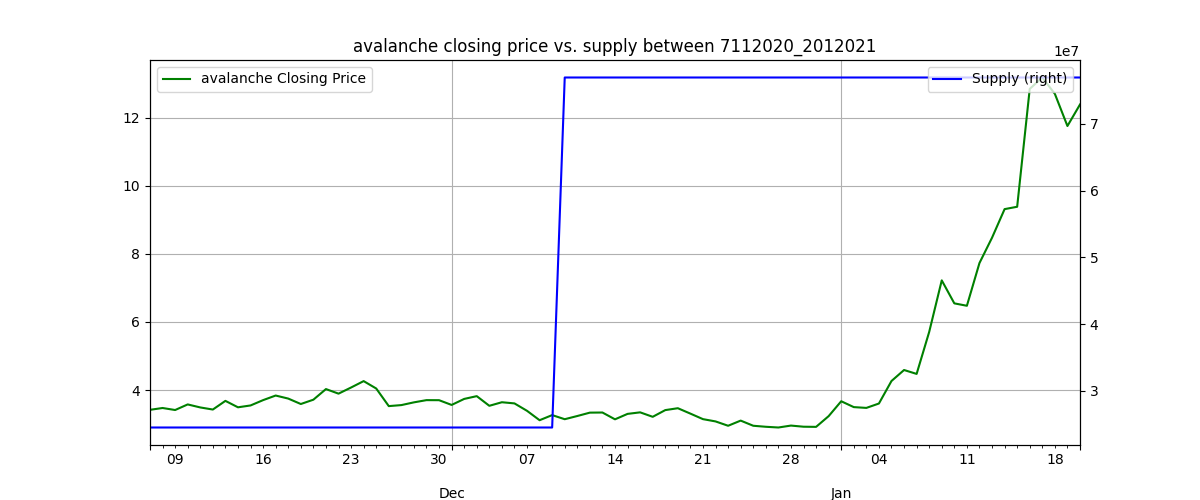 avalanche closing price vs. supply between 7112020_2012021
1e7
avalanche Closing Price
Supply (right)
12
10
8
6
4
7
6
5
4
3
09 16 23 30 07 14 21 28 04 11 18
Dec Jan